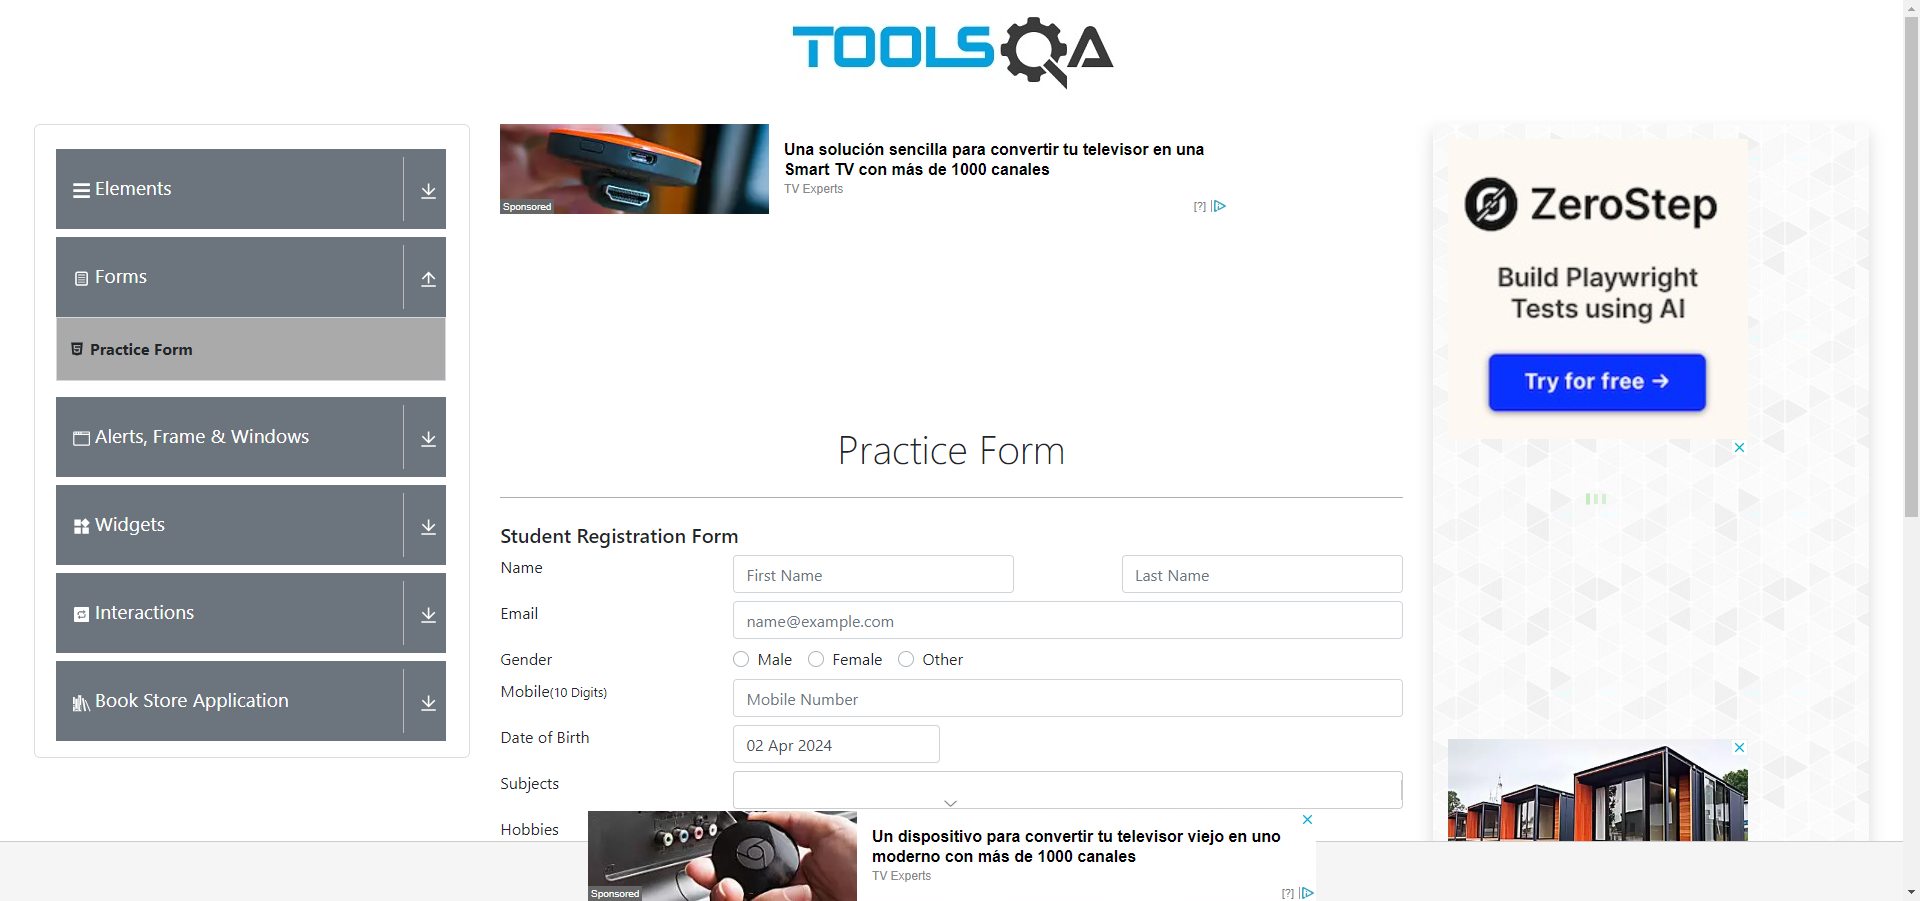 TOOLSQA
Elements
Forms
Practice Form
Alerts, Frame & Windows
Widgets
Interactions
Book Store Application
Sponsored
Una solución sencilla para convertir tu televisor en una
Smart TV con más de 1000 canales
TV Experts
[?]
Practice Form
Student Registration Form
Name
First Name
Last Name
Email
name@example.com
Gender
Male
Female
Other
Mobile(10 Digits)
Mobile Number
Date of Birth
02 Apr 2024
Subjects
Hobbies
Sponsored
Un dispositivo para convertir tu televisor viejo en uno
moderno con más de 1000 canales
TV Experts
[?]
ZeroStep
Build Playwright
Tests using AI
Try for free →